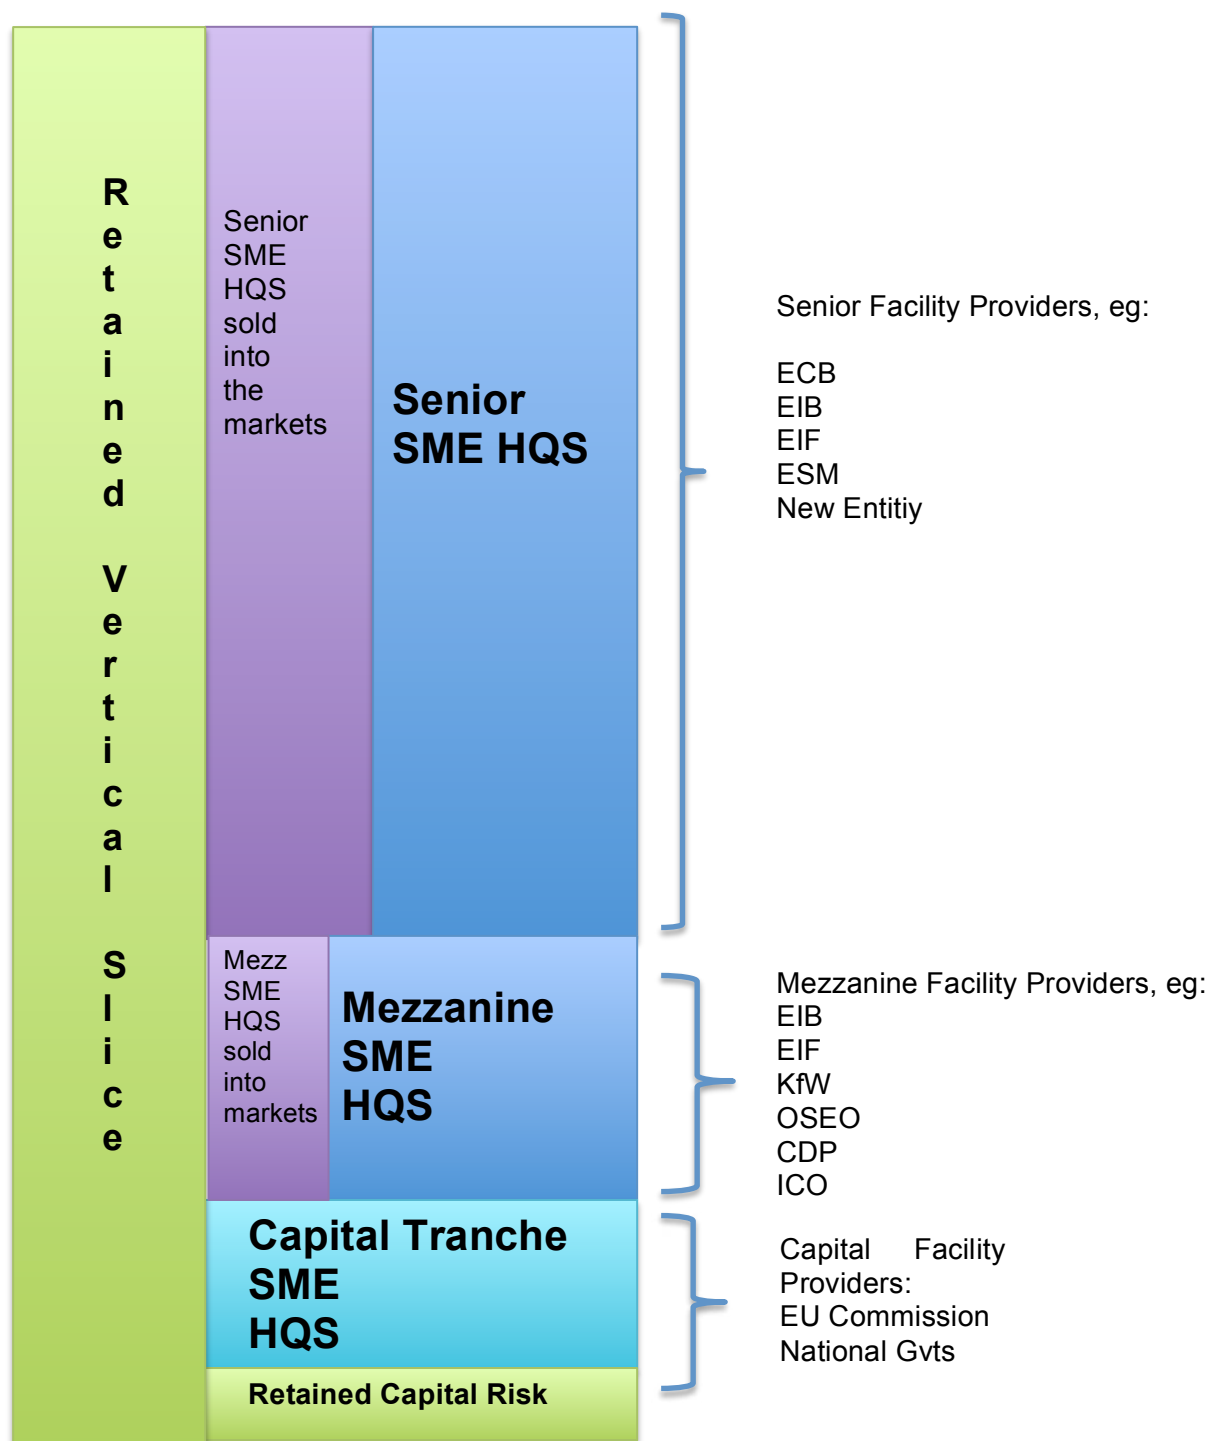 Retained Vertical Slice
Senior
SME
HQS
sold
into
the
markets
Senior
SME HQS
Senior Facility Providers, eg:
ECB
EIB
EIF
ESM
New Entitiy
Mezz
SME
HQS
sold
into
markets
Mezzanine
SME
HQS
Mezzanine Facility Providers, eg:
EIB
EIF
KfW
OSEO
CDP
ICO
Capital Tranche
SME
HQS
Capital Facility
Providers:
EU Commission
National Gvts
Retained Capital Risk